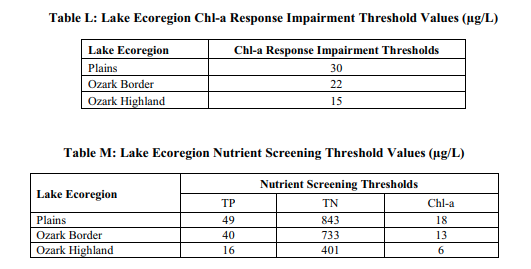 Table L: Lake Ecoregion Chl-a Response Impairment Threshold Values (µg/L)
Lake Ecoregion Chl-a Response Impairment Thresholds
Plains 30
Ozark Border 22
Ozark Highland 15
Table M: Lake Ecoregion Nutrient Screening Threshold Values (µg/L)
Lake Ecoregion Nutrient Screening Thresholds
TP TN Chl-a
Plains 49 843 18
Ozark Border 40 733 13
Ozark Highland 16 401 6